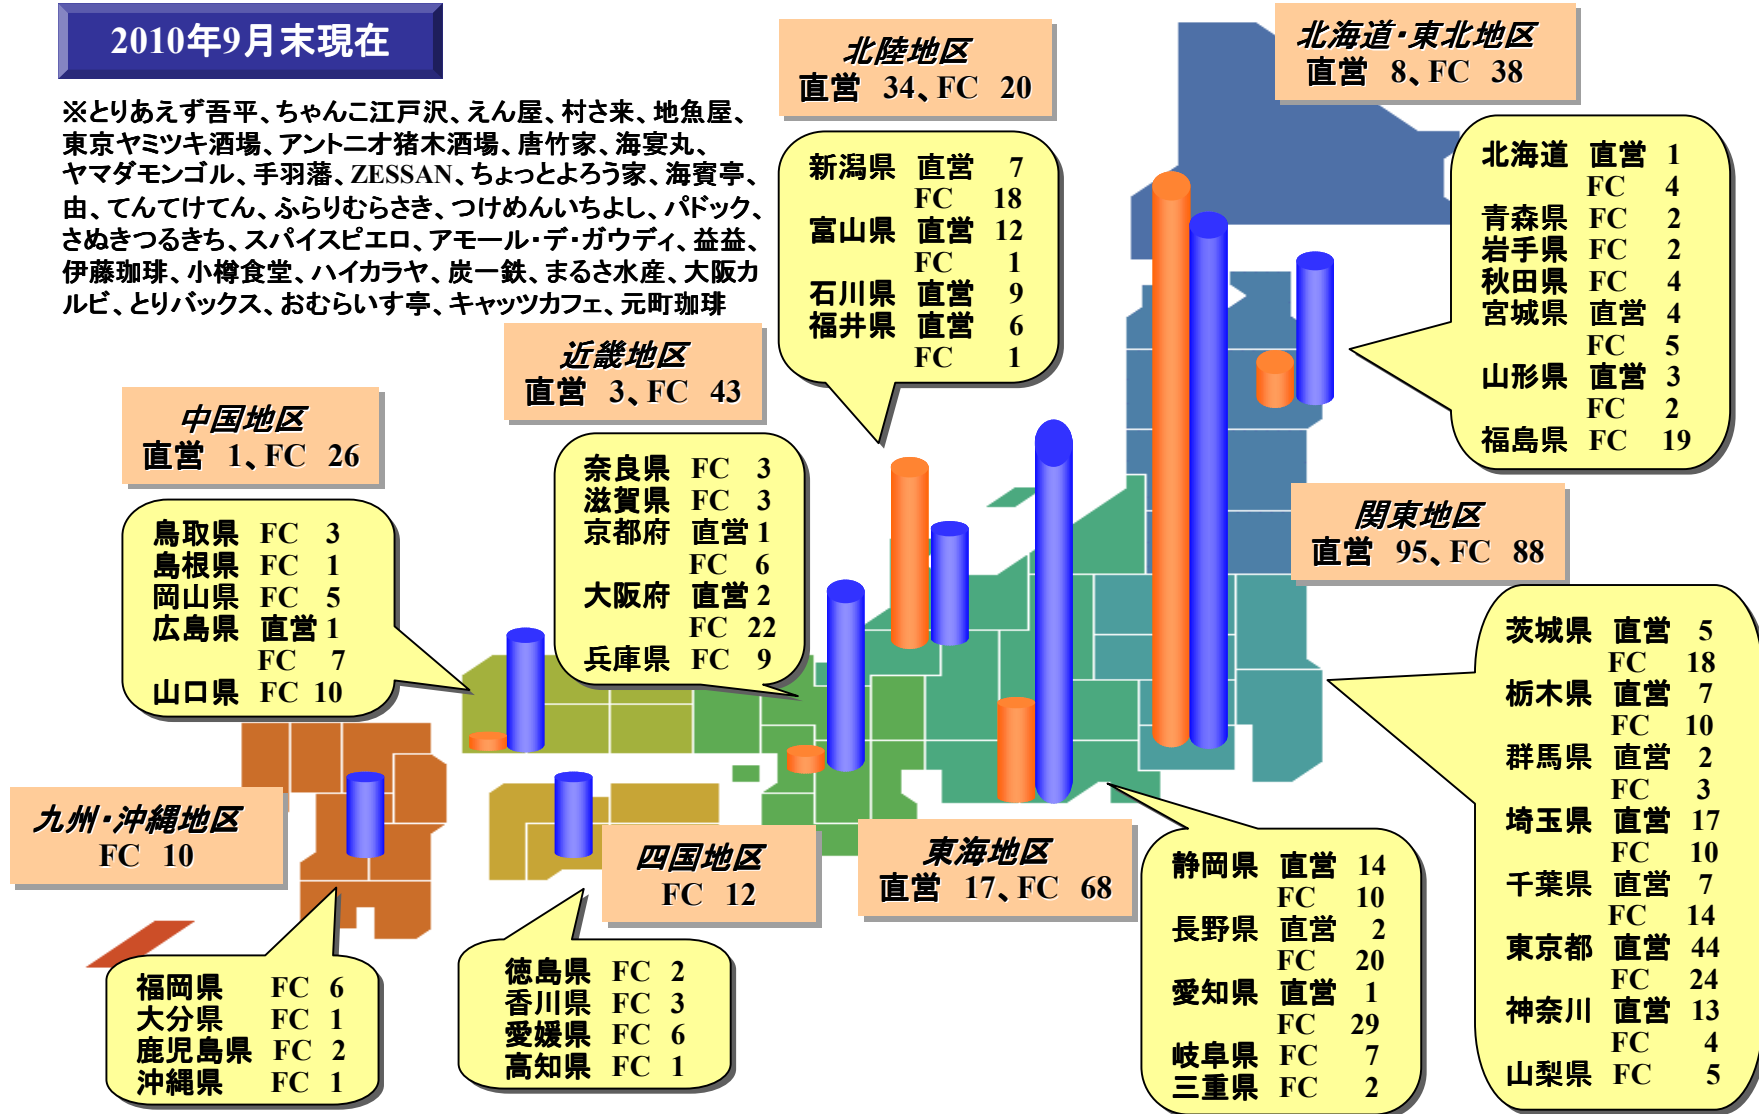 2010年9月末現在
※とりあえず吾平、ちゃんこ江戸沢、えん屋、村さ来、地魚屋、
東京ヤミツキ酒場、アントニオ猪木酒場、唐竹家、海宴丸、
ヤマダモンゴル、手羽藩、ZESSAN、ちょっとよろう家、海賓亭、
由、てんてけてん、ふらりむらさき、つけめんいちよし、パドック、
さぬきつるきち、スパイスピエロ、アモール・デ・ガウディ、益益、
伊藤珈琲、小樽食堂、ハイカラヤ、炭一鉄、まるさ水産、大阪カ
ルビ、とりバックス、おむらいす亭、キャッツカフェ、元町珈琲
北陸地区
直営 34、FC 20
新潟県 直営 7
FC 18
富山県 直営 12
FC 1
石川県 直営 9
福井県 直営 6
FC 1
北海道・東北地区
直営 8、FC 38
北海道 直営 1
FC 4
青森県 FC 2
岩手県 FC 2
秋田県 FC 4
宮城県 直営 4
FC 5
山形県 直営 3
FC 2
福島県 FC 19
近畿地区
直営 3、FC 43
奈良県 FC 3
滋賀県 FC 3
京都府 直営 1
FC 6
大阪府 直営 2
FC 22
兵庫県 FC 9
中国地区
直営 1、FC 26
鳥取県 FC 3
島根県 FC 1
岡山県 FC 5
広島県 直営 1
FC 7
山口県 FC 10
関東地区
直営 95、FC 88
茨城県 直営 5
FC 18
栃木県 直営 7
FC 10
群馬県 直営 2
FC 3
埼玉県 直営 17
FC 10
千葉県 直営 7
FC 14
東京都 直営 44
FC 24
神奈川 直営 13
FC 4
山梨県 FC 5
九州・沖縄地区
FC 10
福岡県 FC 6
大分県 FC 1
鹿児島県 FC 2
沖縄県 FC 1
四国地区
FC 12
徳島県 FC 2
香川県 FC 3
愛媛県 FC 6
高知県 FC 1
東海地区
直営 17、FC 68
静岡県 直営 14
FC 10
長野県 直営 2
FC 20
愛知県 直営 1
FC 29
岐阜県 FC 7
三重県 FC 2